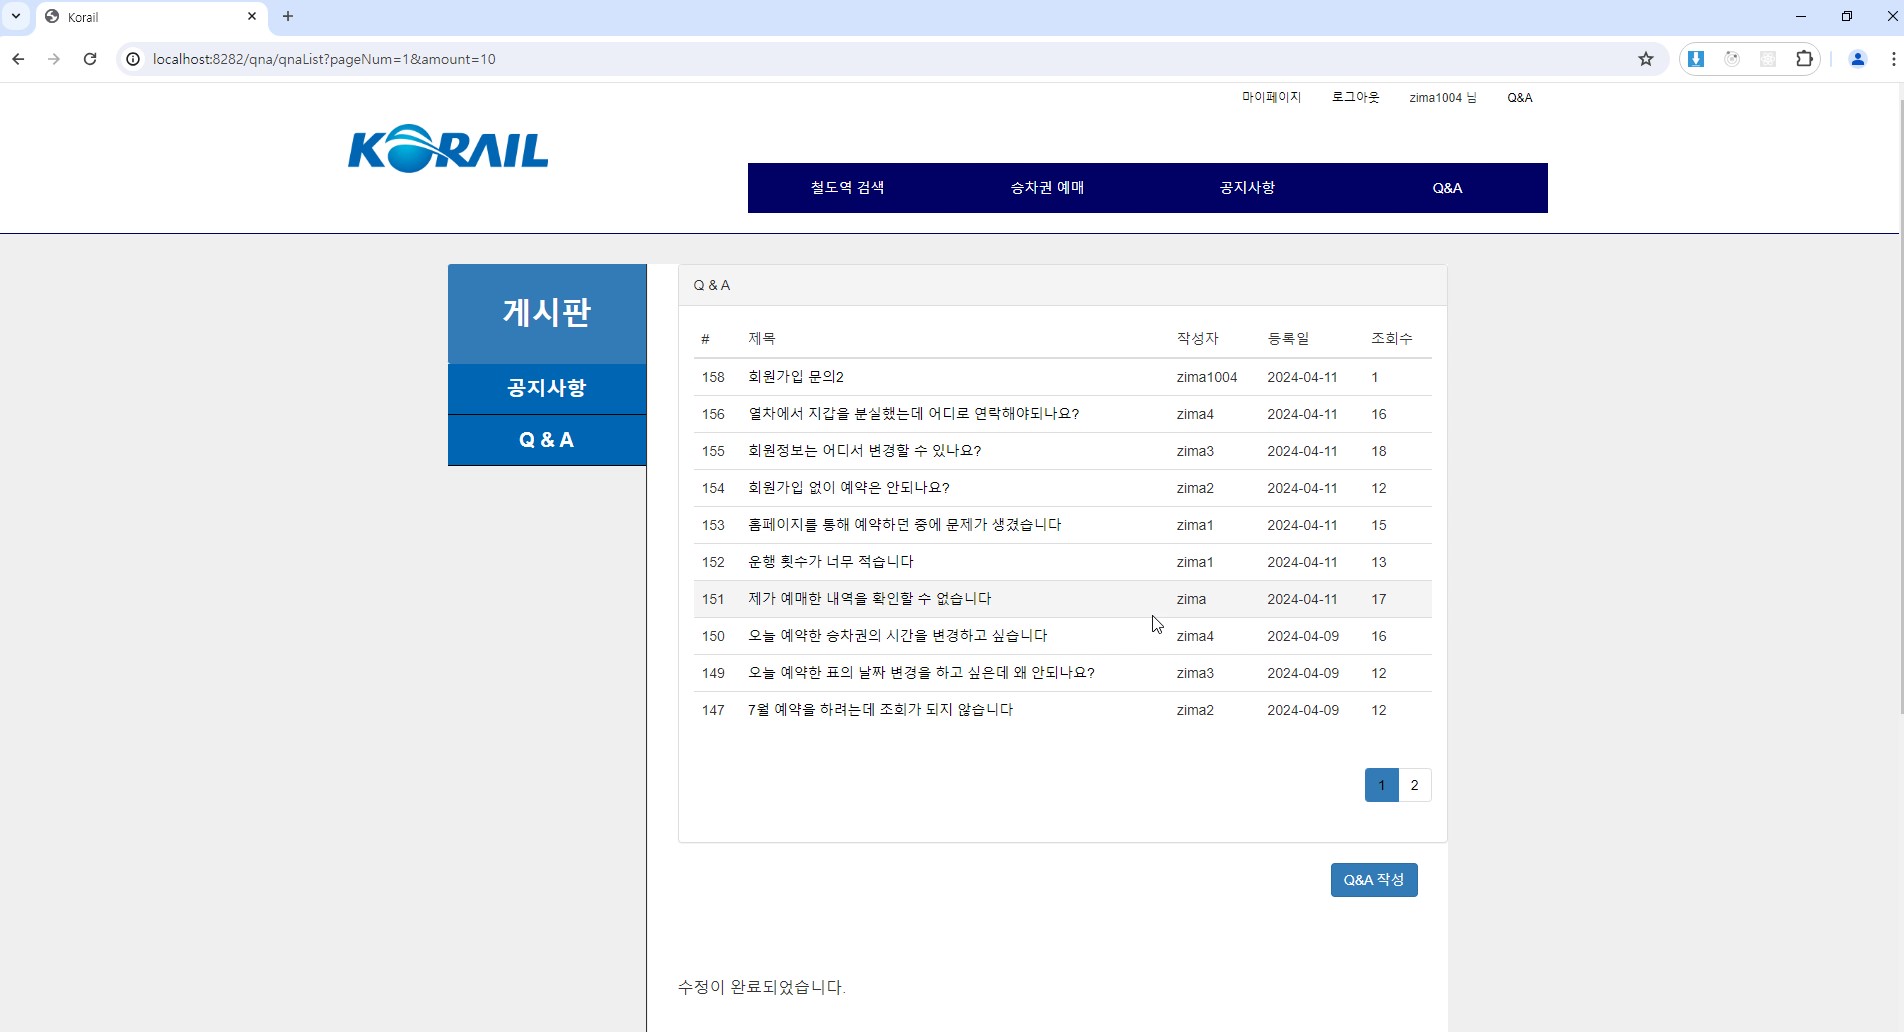 Korail
localhost:8282/qna/qnaList?pageNum=1&amount=10
마이페이지 로그아웃 zima1004 님 Q&A
KORAIL
철도역 검색 승차권 예매 공지사항 Q&A
게시판
공지사항
Q & A
Q & A
# 제목 작성자 등록일 조회수
158 회원가입 문의2 zima1004 2024-04-11 1
156 열차에서 지갑을 분실했는데 어디로 연락해야되나요? zima4 2024-04-11 16
155 회원정보는 어디서 변경할 수 있나요? zima3 2024-04-11 18
154 회원가입 없이 예약은 안되나요? zima2 2024-04-11 12
153 홈페이지를 통해 예약하던 중에 문제가 생겼습니다 zima1 2024-04-11 15
152 운행 횟수가 너무 적습니다 zima1 2024-04-11 13
151 제가 예매한 내역을 확인할 수 없습니다 zima 2024-04-11 17
150 오늘 예약한 승차권의 시간을 변경하고 싶습니다 zima4 2024-04-09 16
149 오늘 예약한 표의 날짜 변경을 하고 싶은데 왜 안되나요? zima3 2024-04-09 12
147 7월 예약을 하려는데 조회가 되지 않습니다 zima2 2024-04-09 12
1 2
Q&A 작성
수정이 완료되었습니다.